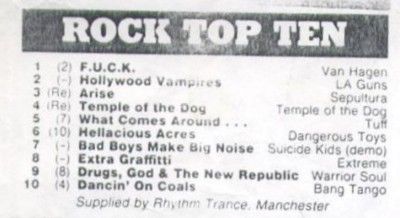 ROCK TOP TEN
1 (2) F.U.C.K. Van Hagen
2 (–) Hollywood Vampires LA Guns
3 (Re) Arise Sepultura
4 (Re) Temple of the Dog Temple of the Dog
5 (7) What Comes Around . . . Tuff
6 (10) Hellacious Acres Dangerous Toys
7 (–) Bad Boys Make Big Noise Suicide Kids (demo)
8 (–) Extra Graffitti Extreme
9 (8) Drugs, God & The New Republic Warrior Soul
10 (4) Dancin' On Coals Bang Tango
Supplied by Rhythm Trance, Manchester